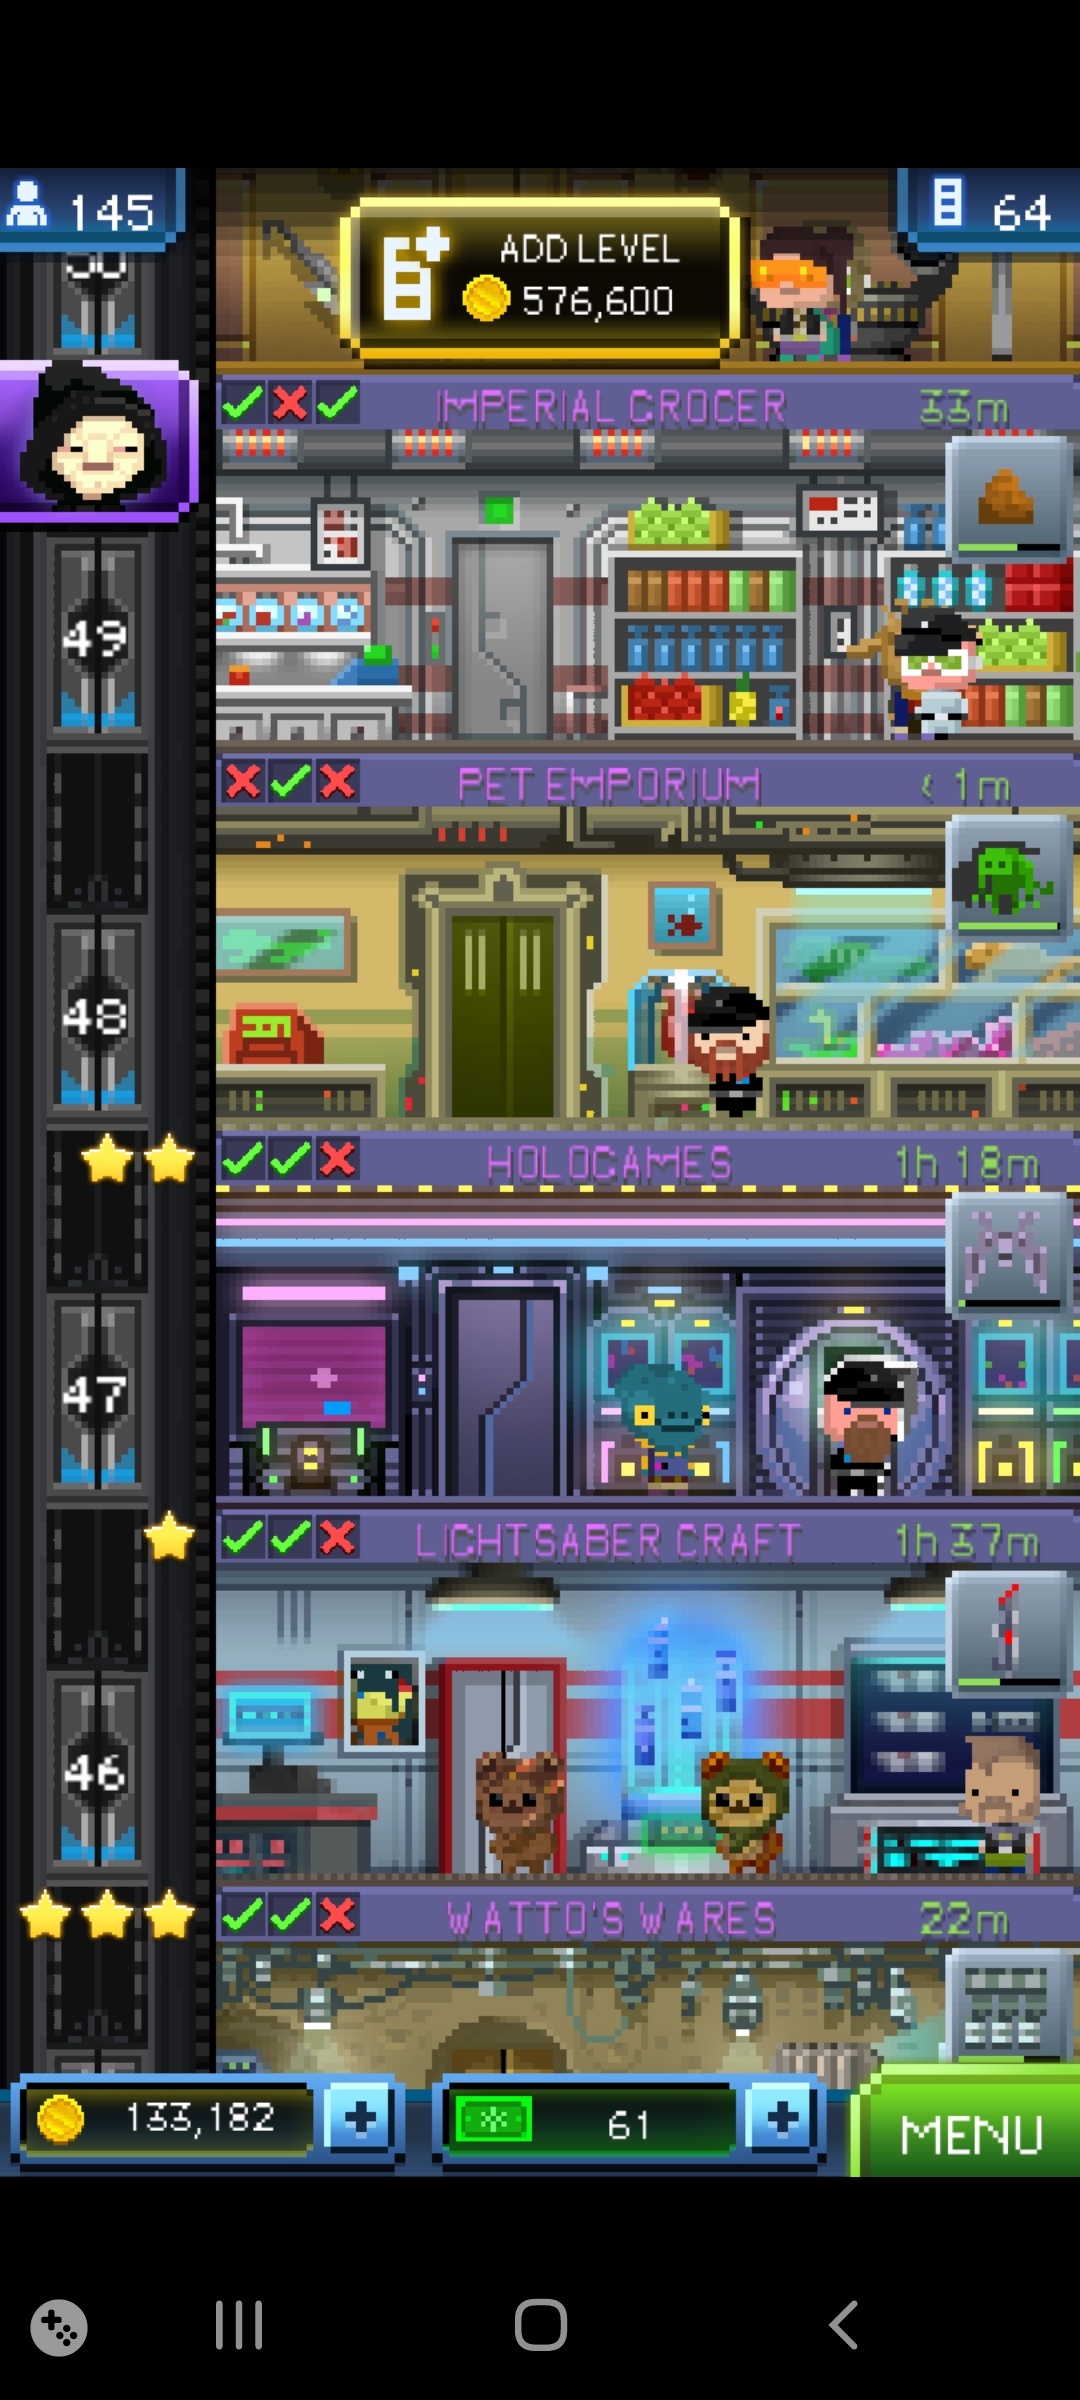 145
64
ADD LEVEL
576,600
IMPERIAL GROCER 33m
49
PET EMPORIUM < 1m
48
HOLOGAMES 1h 18m
47
LIGHTSABER CRAFT 1h 37m
46
WATTO'S WARES 22m
133,182 +
61 +
MENU